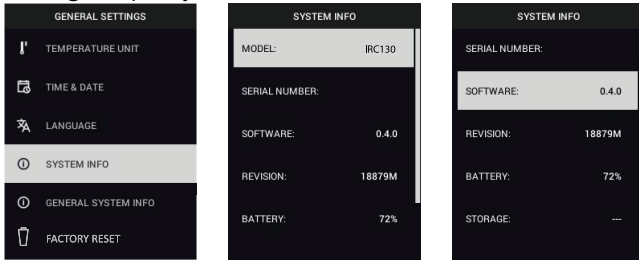 GENERAL SETTINGS
TEMPERATURE UNIT
TIME & DATE
LANGUAGE
SYSTEM INFO
GENERAL SYSTEM INFO
FACTORY RESET
SYSTEM INFO
MODEL: IRC130
SERIAL NUMBER:
SOFTWARE: 0.4.0
REVISION: 18879M
BATTERY: 72%
SYSTEM INFO
SERIAL NUMBER:
SOFTWARE: 0.4.0
REVISION: 18879M
BATTERY: 72%
STORAGE: ---